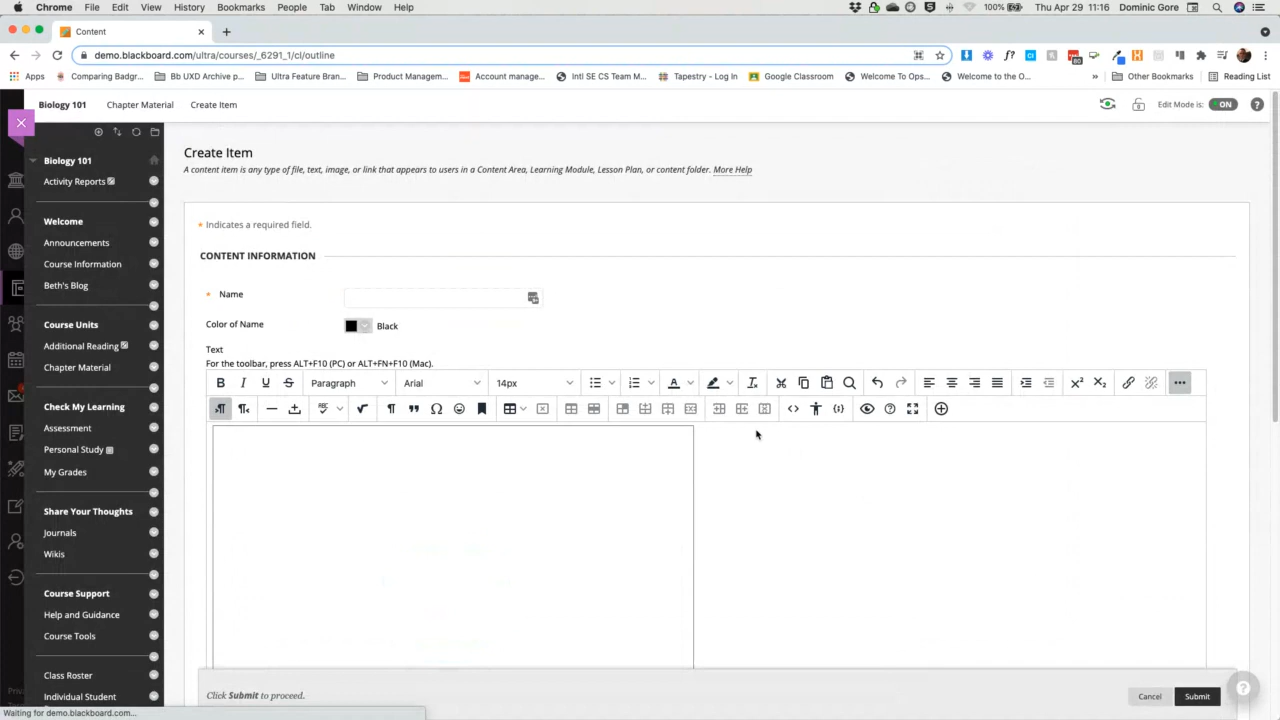 Chrome File Edit View History Bookmarks People Tab Window Help 100% Thu Apr 29 11:16 Dominic Gore
Content
demo.blackboard.com/ultra/courses/_6291_1/cl/outline
Apps Comparing Badgr... Bb UXD Archive p... Ultra Feature Bran... Product Managem... Account manage... Inti SE CS Team M... Tapestry - Log In Google Classroom Welcome To Ops... Welcome to the O... » Other Bookmarks Reading List
Biology 101 Chapter Material Create Item Edit Mode is: ON ?
Biology 101
Activity Reports
Welcome
Announcements
Course Information
Beth's Blog
Course Units
Additional Reading
Chapter Material
Check My Learning
Assessment
Personal Study
My Grades
Share Your Thoughts
Journals
Wikis
Course Support
Help and Guidance
Course Tools
Class Roster
Individual Student
Create Item
A content item is any type of file, text, image, or link that appears to users in a Content Area, Learning Module, Lesson Plan, or content folder. More Help
* Indicates a required field.
CONTENT INFORMATION
* Name
Color of Name Black
Text
For the toolbar, press ALT+F10 (PC) or ALT+FN+F10 (Mac).
B I U S Paragraph Arial 14px
Click Submit to proceed. Cancel Submit
Waiting for demo.blackboard.com...